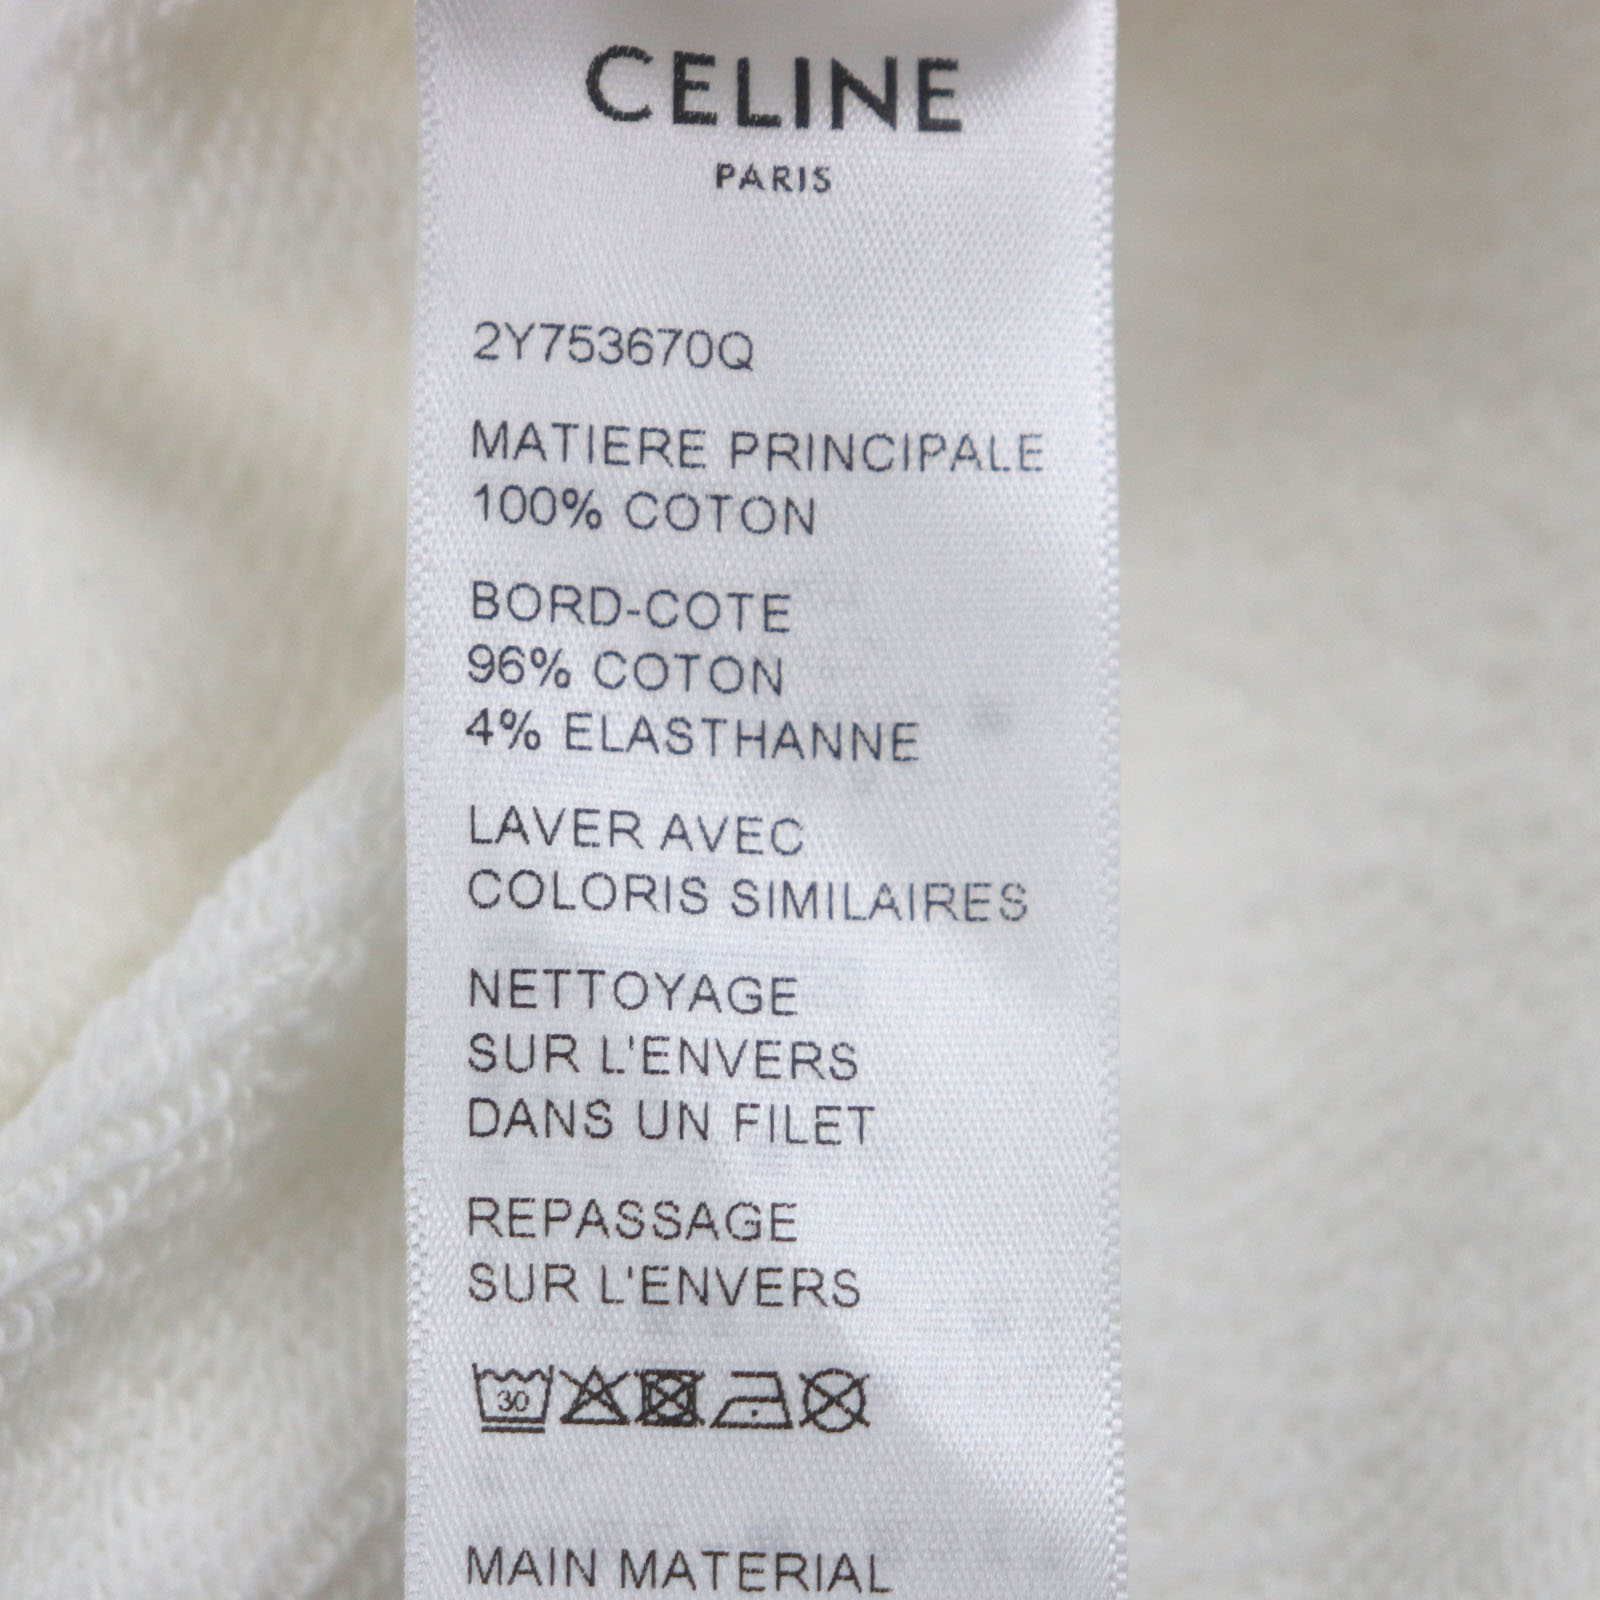 CELINE
PARIS
2Y753670Q
MATIERE PRINCIPALE
100% COTON
BORD-COTE
96% COTON
4% ELASTHANNE
LAVER AVEC
COLORIS SIMILAIRES
NETTOYAGE
SUR L'ENVERS
DANS UN FILET
REPASSAGE
SUR L'ENVERS
30
MAIN MATERIAL